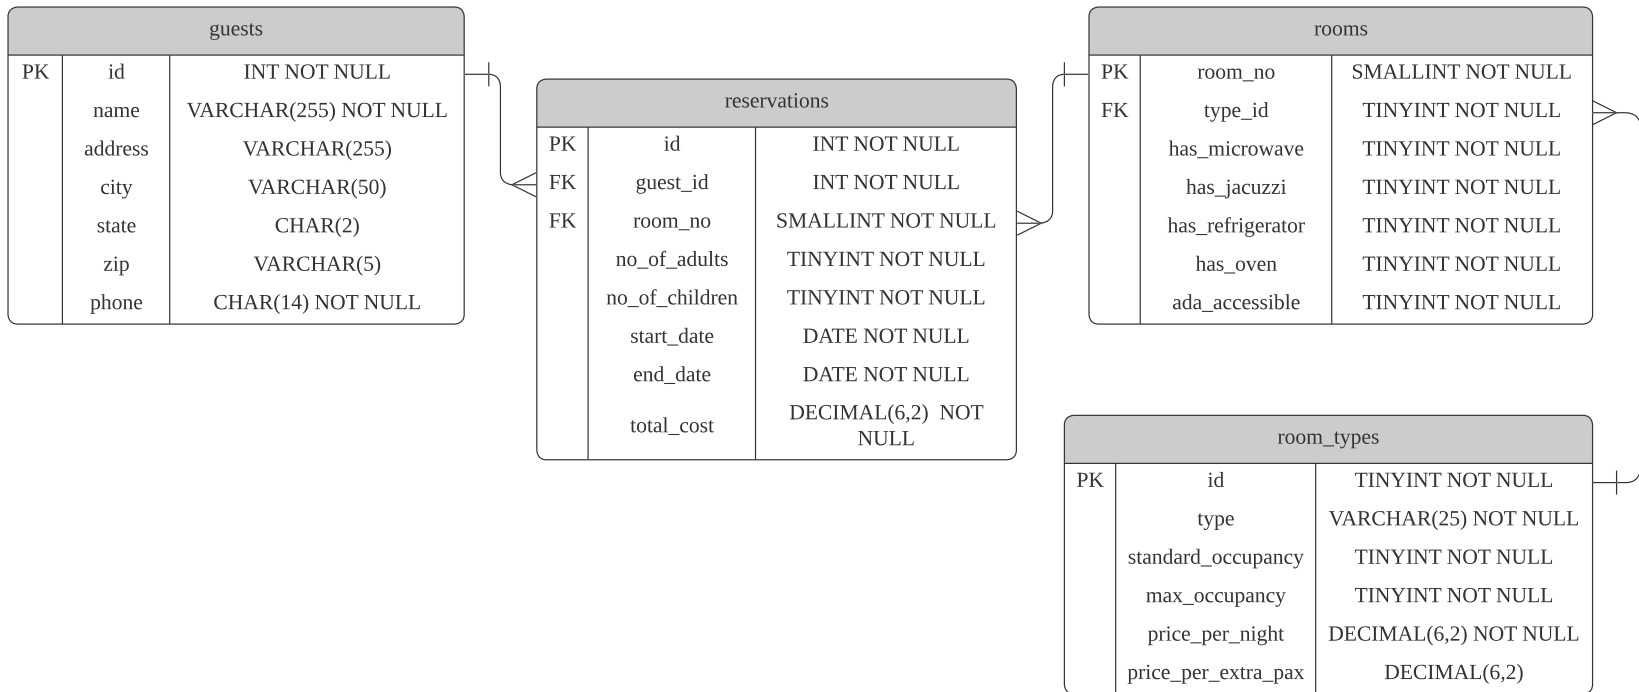 guests
PK id INT NOT NULL
name VARCHAR(255) NOT NULL
address VARCHAR(255)
city VARCHAR(50)
state CHAR(2)
zip VARCHAR(5)
phone CHAR(14) NOT NULL
reservations
PK id INT NOT NULL
FK guest_id INT NOT NULL
FK room_no SMALLINT NOT NULL
no_of_adults TINYINT NOT NULL
no_of_children TINYINT NOT NULL
start_date DATE NOT NULL
end_date DATE NOT NULL
total_cost DECIMAL(6,2) NOT
NULL
rooms
PK room_no SMALLINT NOT NULL
FK type_id TINYINT NOT NULL
has_microwave TINYINT NOT NULL
has_jacuzzi TINYINT NOT NULL
has_refrigerator TINYINT NOT NULL
has_oven TINYINT NOT NULL
ada_accessible TINYINT NOT NULL
room_types
PK id TINYINT NOT NULL
type VARCHAR(25) NOT NULL
standard_occupancy TINYINT NOT NULL
max_occupancy TINYINT NOT NULL
price_per_night DECIMAL(6,2) NOT NULL
price_per_extra_pax DECIMAL(6,2)